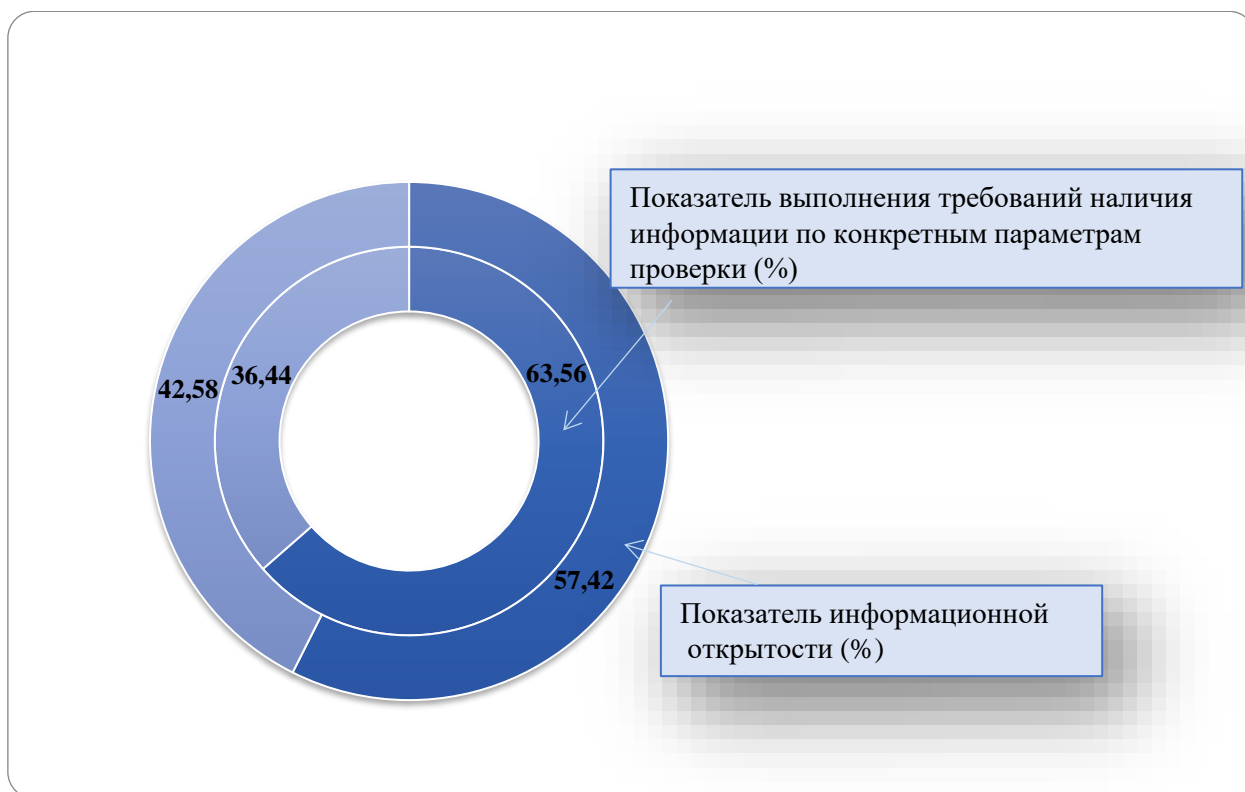 Показатель выполнения требований наличия
информации по конкретным параметрам
проверки (%)
63,56
36,44
42,58
57,42
Показатель информационной
открытости (%)